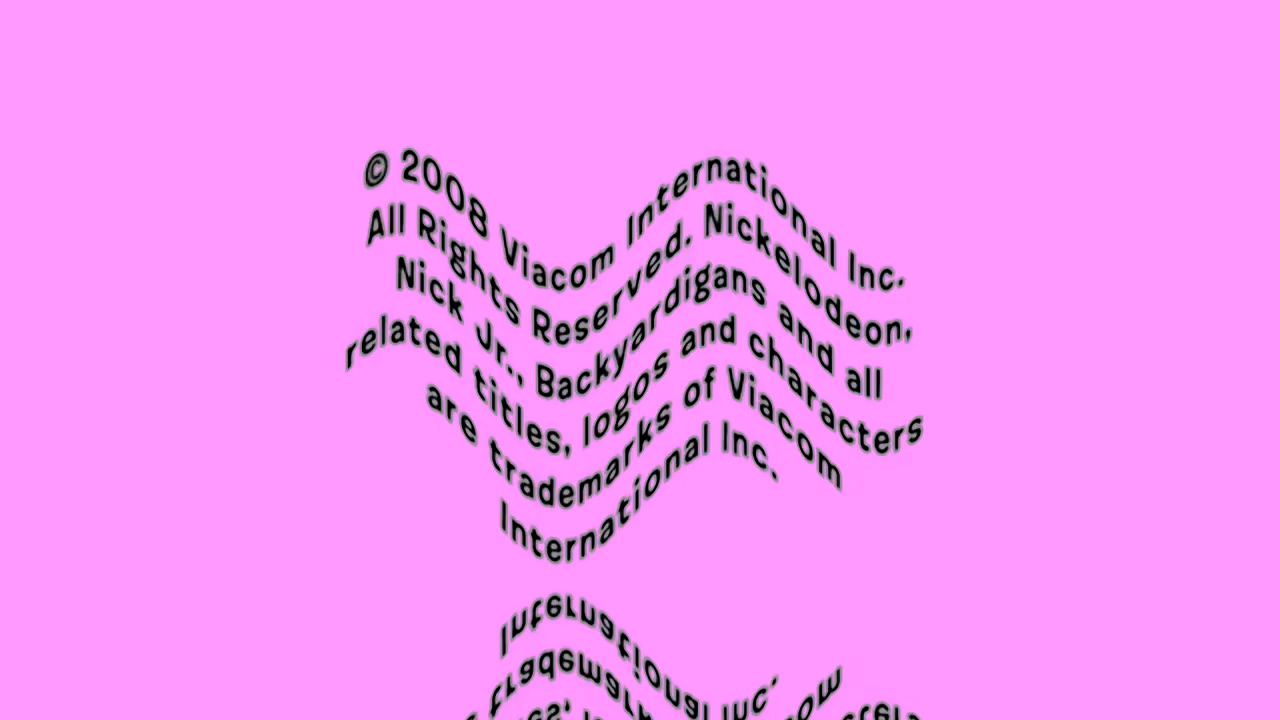 © 2008 Viacom International Inc.
All Rights Reserved. Nickelodeon,
Nick Jr., Backyardigans and all
related titles, logos and characters
are trademarks of Viacom
International Inc.